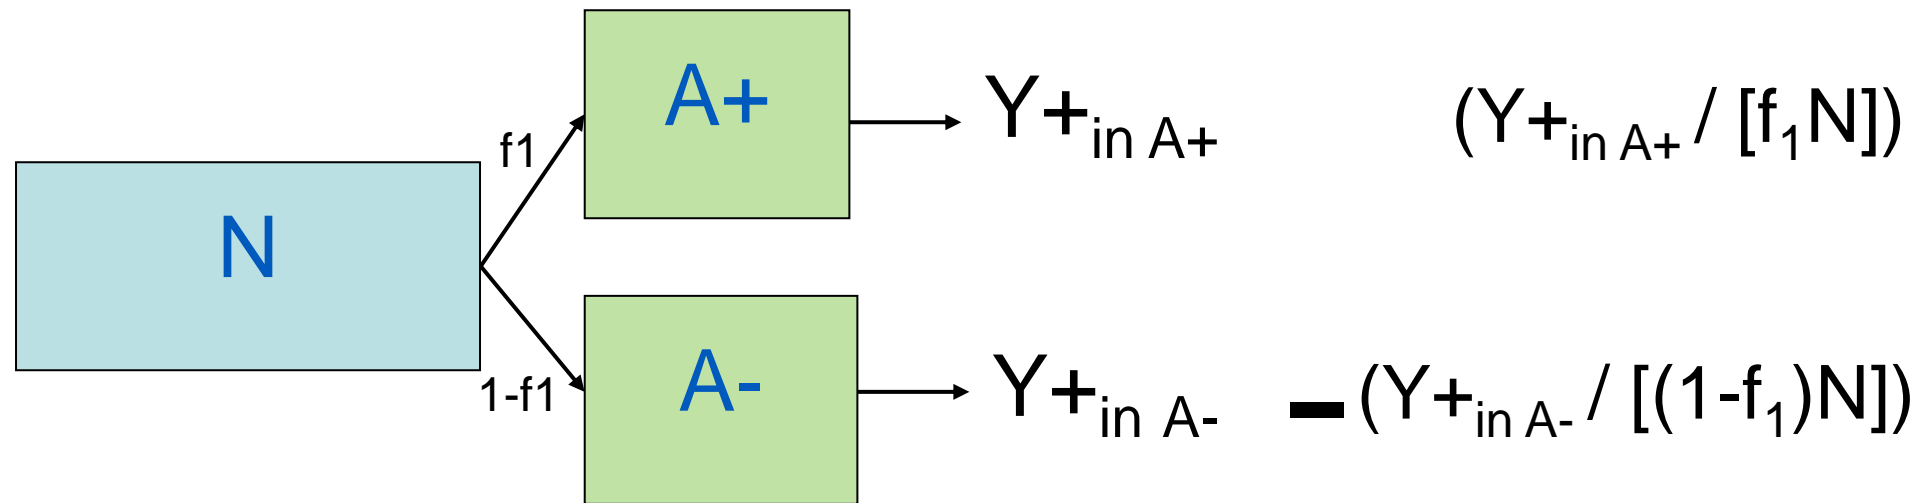 A+
Y+in A+
(Y+in A+ / [f1N])
f1
N
1-f1
A-
Y+in A-
–(Y+in A- / [(1-f1)N])